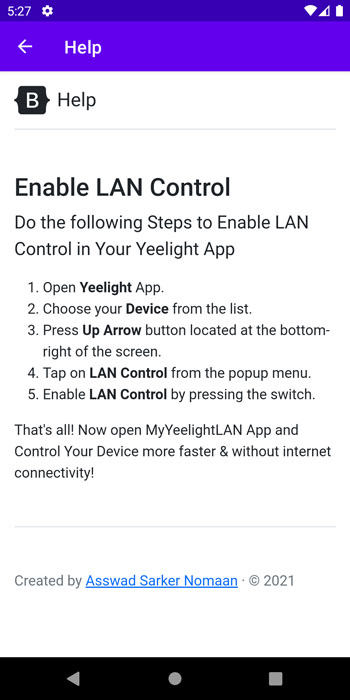 5:27
Help
B Help
Enable LAN Control
Do the following Steps to Enable LAN
Control in Your Yeelight App
1. Open Yeelight App.
2. Choose your Device from the list.
3. Press Up Arrow button located at the bottom-
right of the screen.
4. Tap on LAN Control from the popup menu.
5. Enable LAN Control by pressing the switch.
That's all! Now open MyYeelightLAN App and
Control Your Device more faster & without internet
connectivity!
Created by Asswad Sarker Nomaan · © 2021